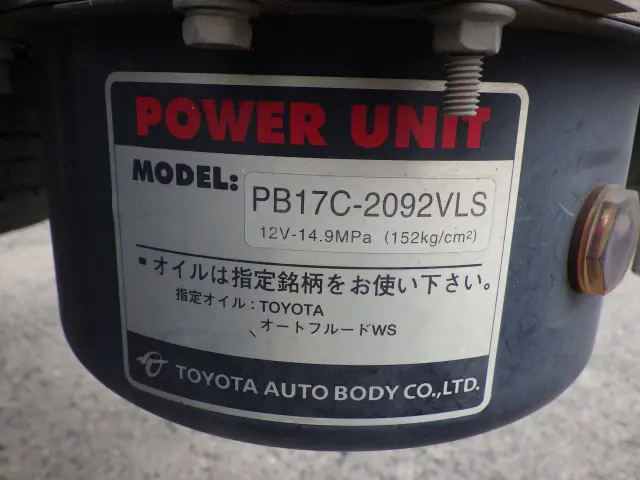 POWER UNIT
MODEL: PB17C-2092VLS
12V-14.9MPa (152kg/cm²)
▪オイルは指定銘柄をお使い下さい。
指定オイル:TOYOTA
オートフルードWS
TOYOTA AUTO BODY CO.,LTD.